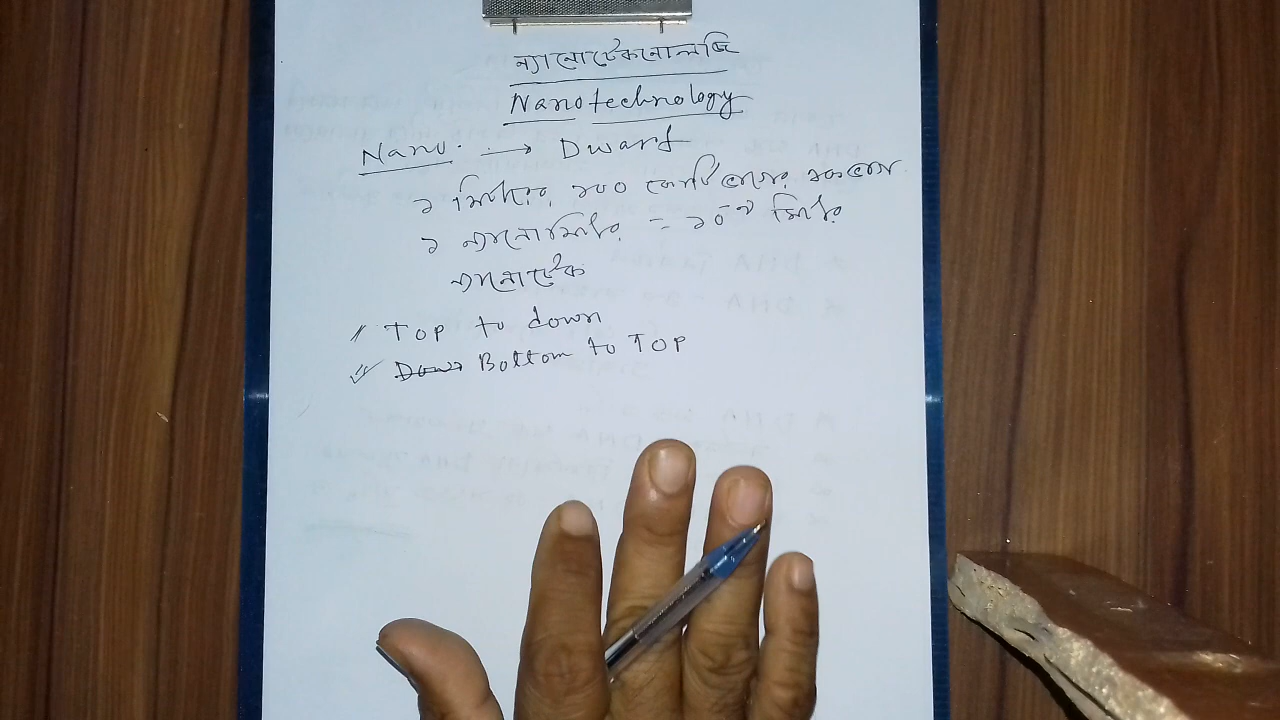 ন্যানোটেকনোলজি
Nanotechnology
Nano → Dwarf
১ মিটারের ১০০ কোটিভাগের একভাগ
১ ন্যানোমিটার = ১০⁻⁹ মিটার
ন্যানোটেক
Top to down
Down Bottom to Top